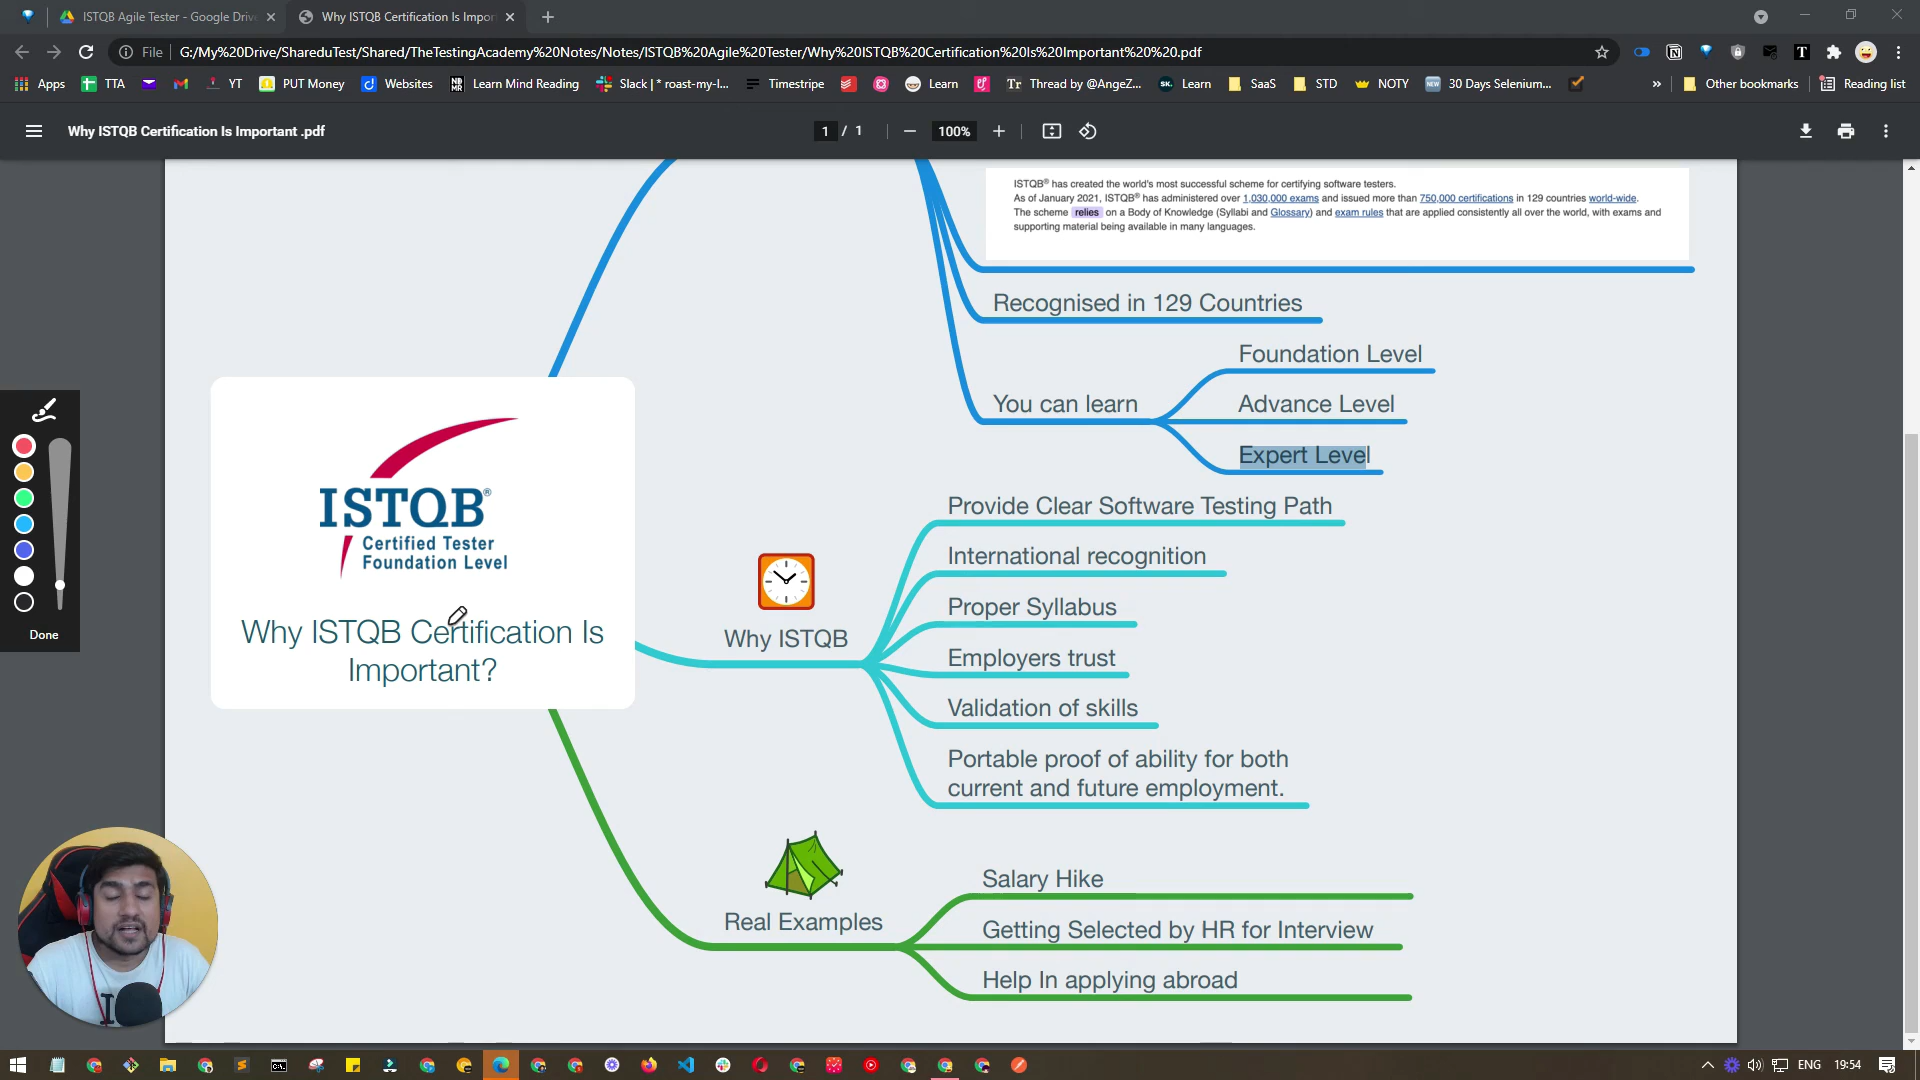 ISTQB Agile Tester - Google Drive
Why ISTQB Certification Is Impor
File
G:/My%20Drive/ShareduTest/Shared/TheTestingAcademy%20Notes/Notes/ISTQB%20Agile%20Tester/Why%20ISTQB%20Certification%20Is%20Important%20%20.pdf
Apps
TTA
YT
PUT Money
Websites
Learn Mind Reading
Slack | * roast-my-l...
Timestripe
Learn
Thread by @AngeZ...
Learn
SaaS
STD
NOTY
30 Days Selenium...
»
Other bookmarks
Reading list
Why ISTQB Certification Is Important .pdf
1 / 1
100%
ISTQB® has created the world's most successful scheme for certifying software testers.
As of January 2021, ISTQB® has administered over 1,030,000 exams and issued more than 750,000 certifications in 129 countries world-wide.
The scheme relies on a Body of Knowledge (Syllabi and Glossary) and exam rules that are applied consistently all over the world, with exams and
supporting material being available in many languages.
Recognised in 129 Countries
You can learn
Foundation Level
Advance Level
Expert Level
ISTQB®
Certified Tester
Foundation Level
Why ISTQB Certification Is
Important?
Why ISTQB
Provide Clear Software Testing Path
International recognition
Proper Syllabus
Employers trust
Validation of skills
Portable proof of ability for both
current and future employment.
Real Examples
Salary Hike
Getting Selected by HR for Interview
Help In applying abroad
Done
ENG
19:54